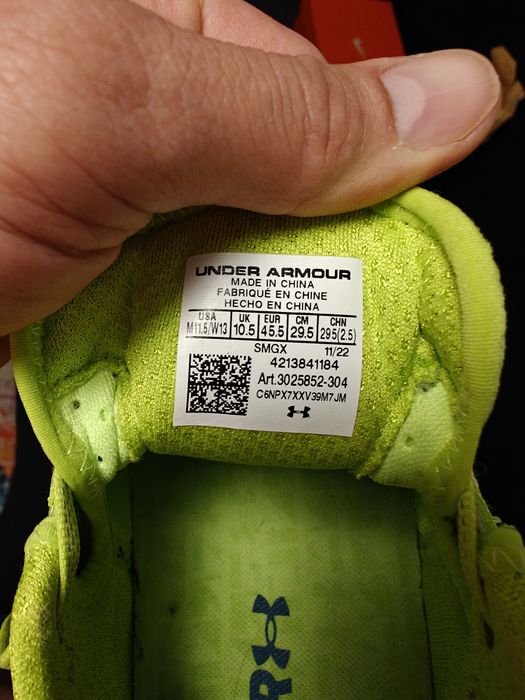 UNDER ARMOUR
MADE IN CHINA
FABRIQUÉ EN CHINE
HECHO EN CHINA
USA UK EUR CM CHN
M11.5/W13 10.5 45.5 29.5 295(2.5)
SMGX 11/22
4213841184
Art.3025852-304
C6NPX7XXV39M7JM
R